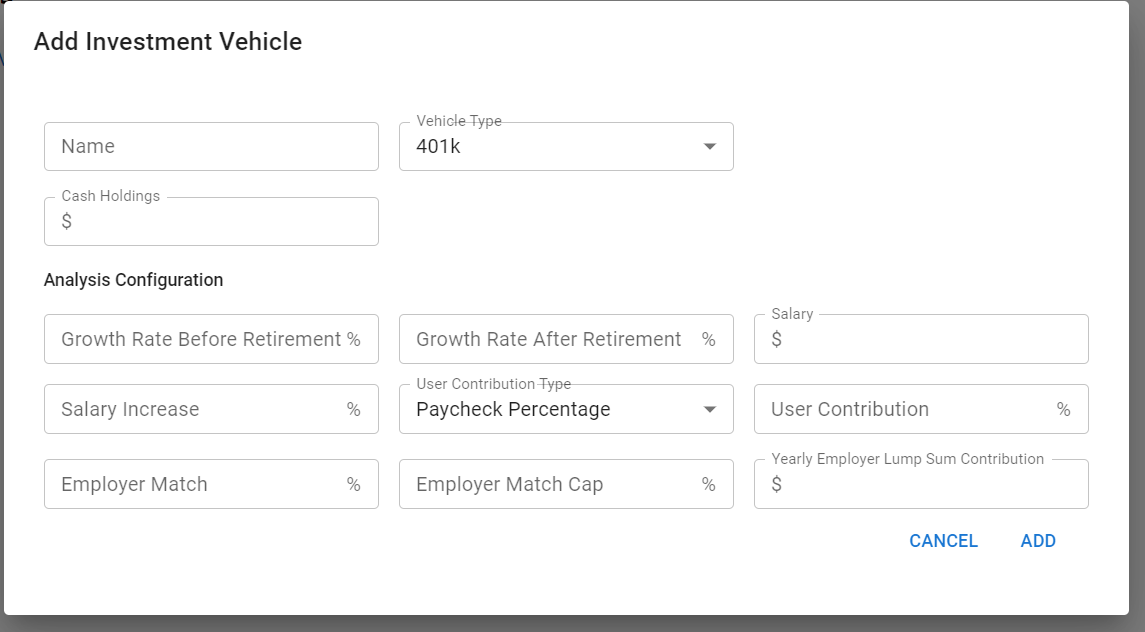 Add Investment Vehicle
Vehicle Type
Name
401k
Cash Holdings
$
Analysis Configuration
Salary
Growth Rate Before Retirement %
Growth Rate After Retirement %
$
User Contribution Type
Salary Increase %
Paycheck Percentage
User Contribution %
Yearly Employer Lump Sum Contribution
Employer Match %
Employer Match Cap %
$
CANCEL
ADD